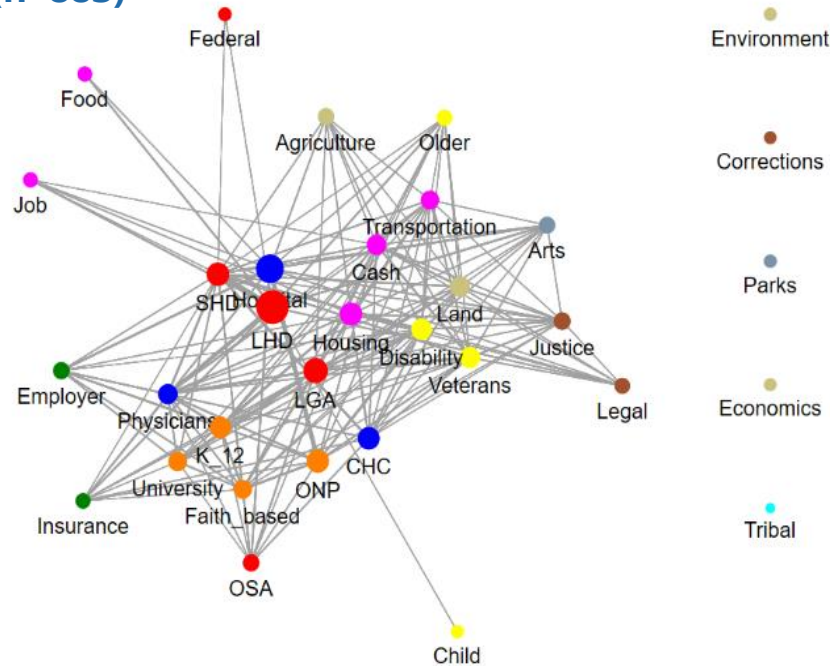 Federal
Environment
Food
Agriculture
Older
Corrections
Job
Transportation
Arts
Cash
Parks
SHD
Hospital
Land
LHD
Housing
Justice
Disability
Employer
Veterans
LGA
Legal
Economics
Physicians
K_12
CHC
University
ONP
Faith_based
Insurance
Tribal
OSA
Child